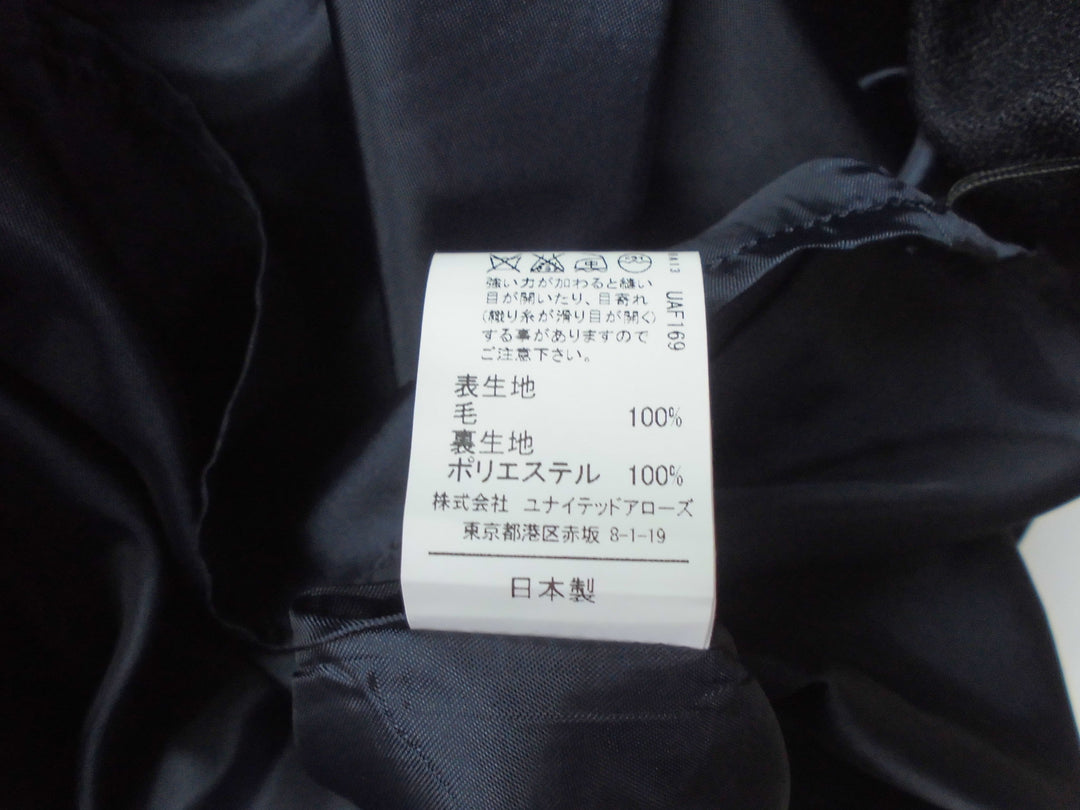 強い力が加わると縫い
目が開いたり、目寄れ
(織り糸が滑り目が開く)
する事がありますので
ご注意下さい。
UAF169
表生地
毛 100%
裏生地
ポリエステル 100%
株式会社 ユナイテッドアローズ
東京都港区赤坂 8-1-19
日本製